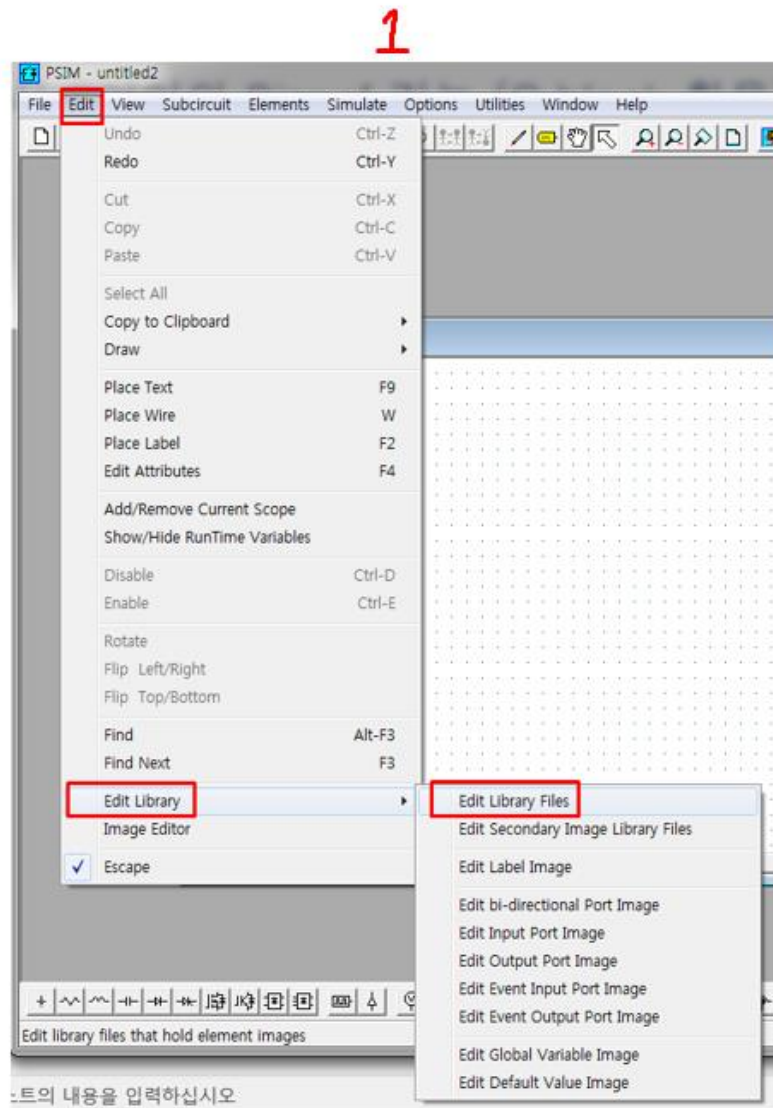 1
PSIM - untitled2
File Edit View Subcircuit Elements Simulate Options Utilities Window Help
Undo Ctrl-Z
Redo Ctrl-Y
Cut Ctrl-X
Copy Ctrl-C
Paste Ctrl-V
Select All
Copy to Clipboard
Draw
Place Text F9
Place Wire W
Place Label F2
Edit Attributes F4
Add/Remove Current Scope
Show/Hide RunTime Variables
Disable Ctrl-D
Enable Ctrl-E
Rotate
Flip Left/Right
Flip Top/Bottom
Find Alt-F3
Find Next F3
Edit Library
Image Editor
Escape
Edit Library Files
Edit Secondary Image Library Files
Edit Label Image
Edit bi-directional Port Image
Edit Input Port Image
Edit Output Port Image
Edit Event Input Port Image
Edit Event Output Port Image
Edit Global Variable Image
Edit Default Value Image
Edit library files that hold element images
내용을 입력하십시오